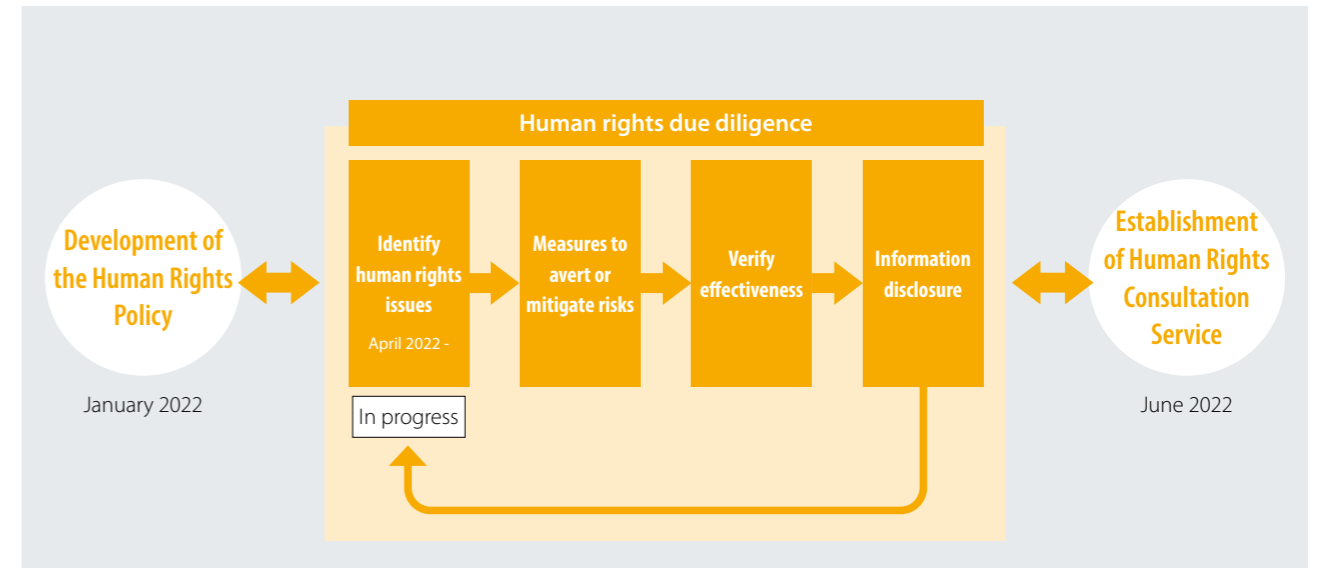 Human rights due diligence
Development of
the Human Rights
Policy
January 2022
Identify
human rights
issues
April 2022 -
In progress
Measures to
avert or
mitigate risks
Verify
effectiveness
Information
disclosure
Establishment
of Human Rights
Consultation
Service
June 2022